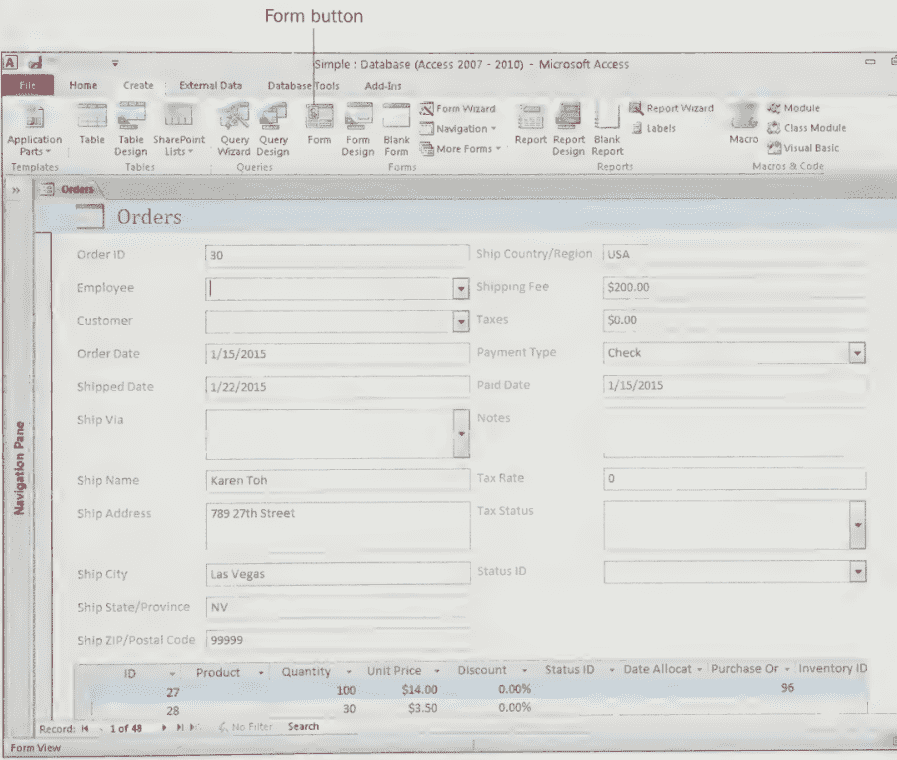 Form button
Simple : Database (Access 2007 - 2010) - Microsoft Access
File Home Create External Data Database Tools Add-Ins
Application Parts Table Table Design SharePoint Lists Query Wizard Query Design Form Form Design Blank Form Form Wizard Navigation More Forms Report Report Design Blank Report Report Wizard Labels Macro Module Class Module Visual Basic
Templates Tables Queries Forms Reports Macros & Code
» Orders
Orders
Order ID 30 Ship Country/Region USA
Employee Shipping Fee $200.00
Customer Taxes $0.00
Order Date 1/15/2015 Payment Type Check
Shipped Date 1/22/2015 Paid Date 1/15/2015
Ship Via Notes
Navigation Pane
Ship Name Karen Toh Tax Rate 0
Ship Address 789 27th Street Tax Status
Ship City Las Vegas Status ID
Ship State/Province NV
Ship ZIP/Postal Code 99999
ID Product Quantity Unit Price Discount Status ID Date Allocat Purchase Or Inventory ID
27 100 $14.00 0.00% 96
28 30 $3.50 0.00%
Record: 1 of 48 No Filter Search
Form View